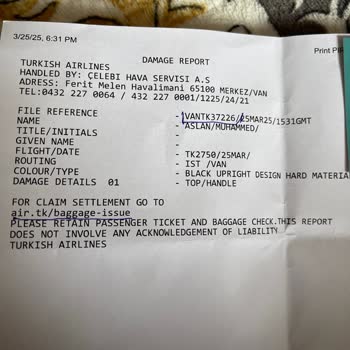 3/25/25, 6:31 PM
Print PIR
DAMAGE REPORT
TURKISH AIRLINES
HANDLED BY: ÇELEBI HAVA SERVISI A.S
ADRESS: Ferit Melen Havalimani 65100 MERKEZ/VAN
TEL:0432 227 0064 / 432 227 0001/1225/24/21
FILE REFERENCE - VANTK37226/25MAR25/1531GMT
NAME - ASLAN/MUHAMMED/
TITLE/INITIALS -
GIVEN NAME -
FLIGHT/DATE - TK2750/25MAR/
ROUTING - IST /VAN
COLOUR/TYPE - BLACK UPRIGHT DESIGN HARD MATERIA
DAMAGE DETAILS 01 - TOP/HANDLE
FOR CLAIM SETTLEMENT GO TO
air.tk/baggage-issue
PLEASE RETAIN PASSENGER TICKET AND BAGGAGE CHECK.THIS REPORT
DOES NOT INVOLVE ANY ACKNOWLEDGEMENT OF LIABILITY
TURKISH AIRLINES